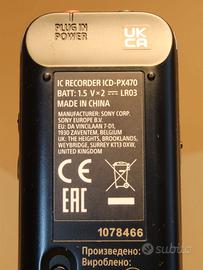 PLUG IN
POWER
UK
CA
IC RECORDER ICD-PX470
BATT: 1.5 V × 2 ⎓ LR03
MADE IN CHINA
MANUFACTURER: SONY CORP.
SONY EUROPE B.V.
EU: DA VINCILAAN 7-D1,
1930 ZAVENTEM, BELGIUM
UK: THE HEIGHTS, BROOKLANDS,
WEYBRIDGE, SURREY KT13 0XW,
UNITED KINGDOM
EAC
CE
1078466
Произведено:
Вироблено:
subito